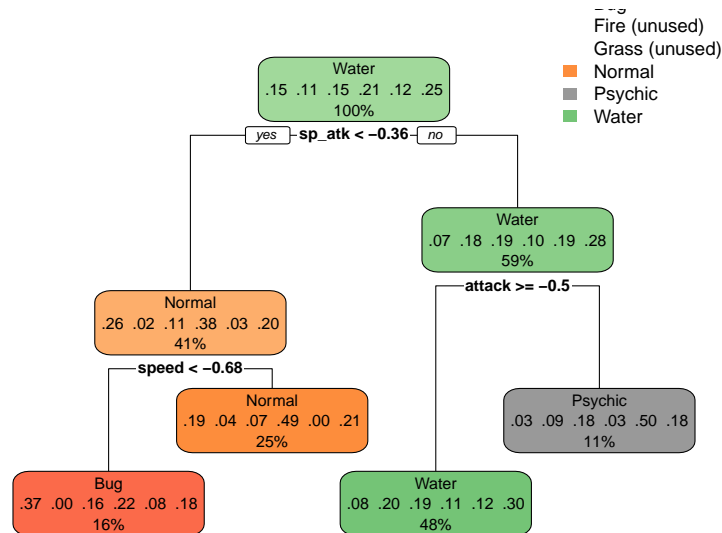 Fire (unused)
Grass (unused)
Normal
Psychic
Water
Water
.15 .11 .15 .21 .12 .25
100%
yes sp_atk < −0.36 no
Water
.07 .18 .19 .10 .19 .28
59%
attack >= −0.5
Normal
.26 .02 .11 .38 .03 .20
41%
speed < −0.68
Normal
.19 .04 .07 .49 .00 .21
25%
Psychic
.03 .09 .18 .03 .50 .18
11%
Bug
.37 .00 .16 .22 .08 .18
16%
Water
.08 .20 .19 .11 .12 .30
48%